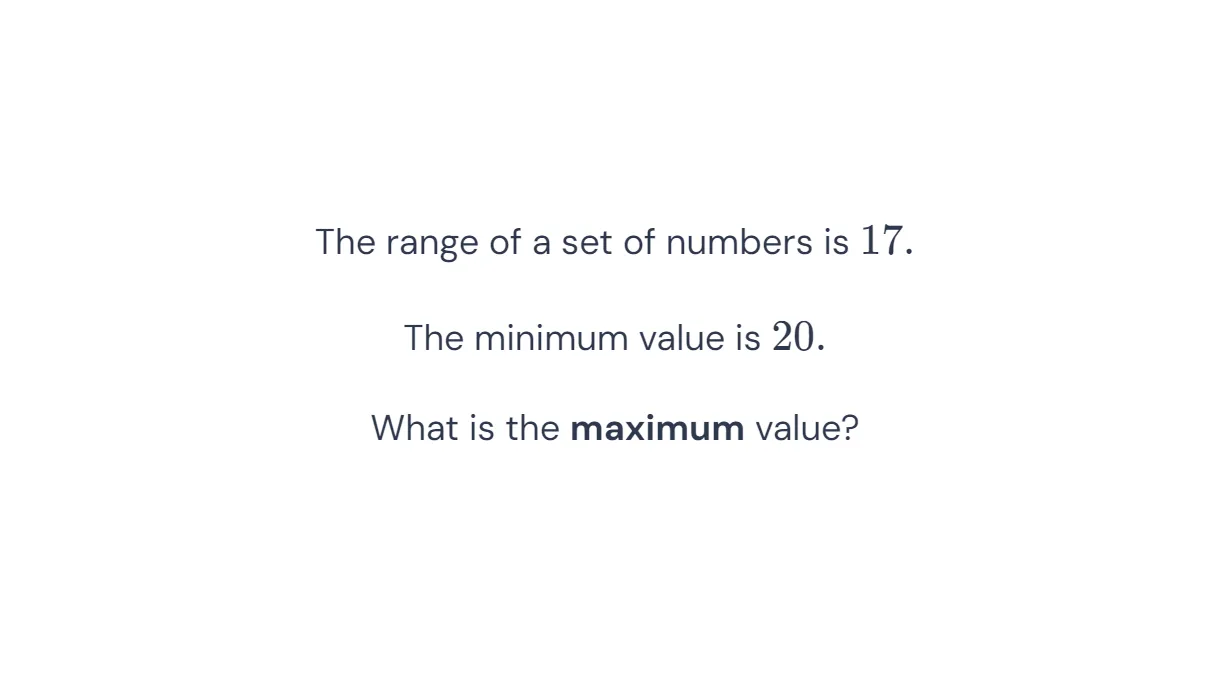 The range of a set of numbers is 17.
The minimum value is 20.
What is the maximum value?